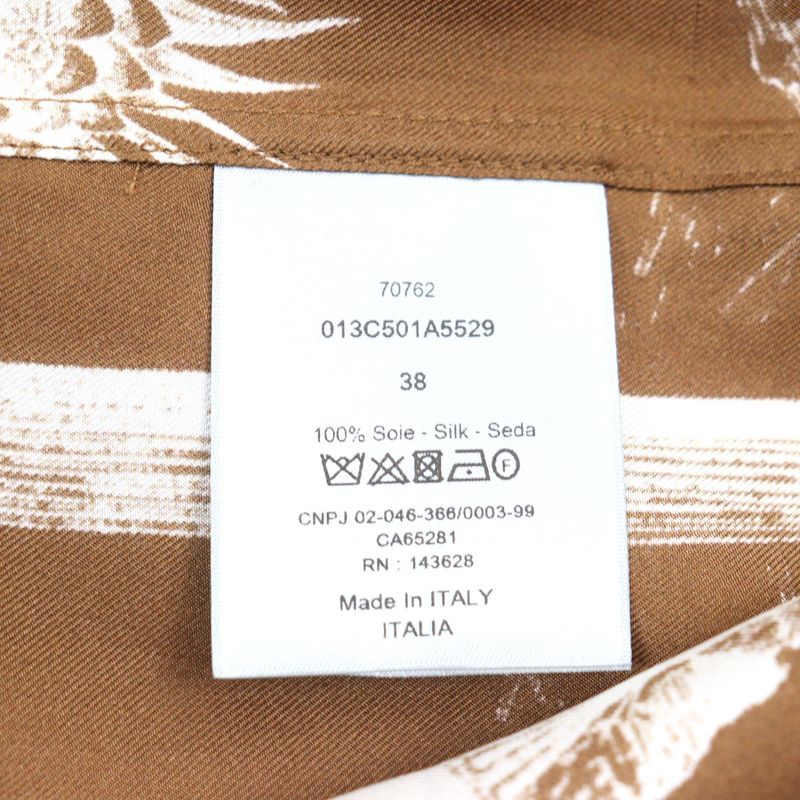 70762
013C501A5529
38
100% Soie - Silk - Seda
F
CNPJ 02-046-366/0003-99
CA65281
RN : 143628
Made In ITALY
ITALIA